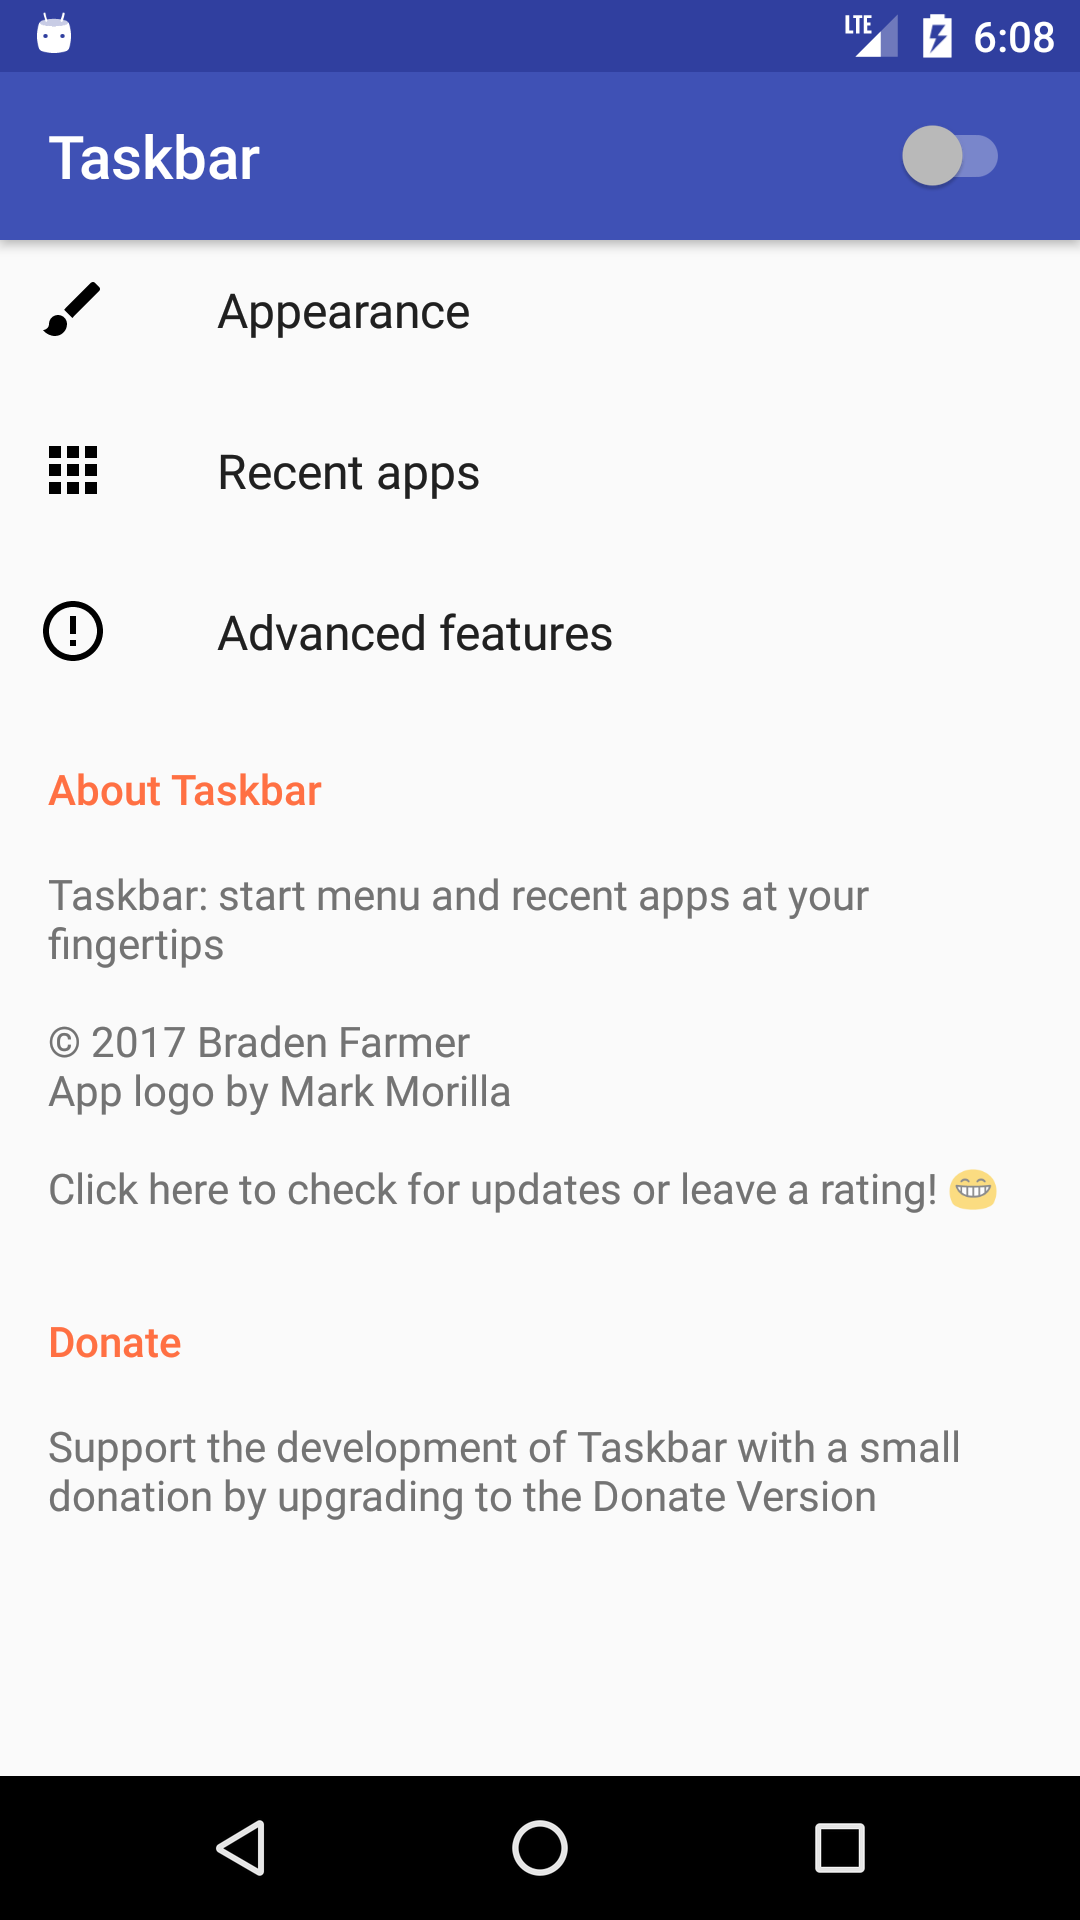 LTE 6:08
Taskbar
Appearance
Recent apps
Advanced features
About Taskbar
Taskbar: start menu and recent apps at your
fingertips
© 2017 Braden Farmer
App logo by Mark Morilla
Click here to check for updates or leave a rating! 😁
Donate
Support the development of Taskbar with a small
donation by upgrading to the Donate Version